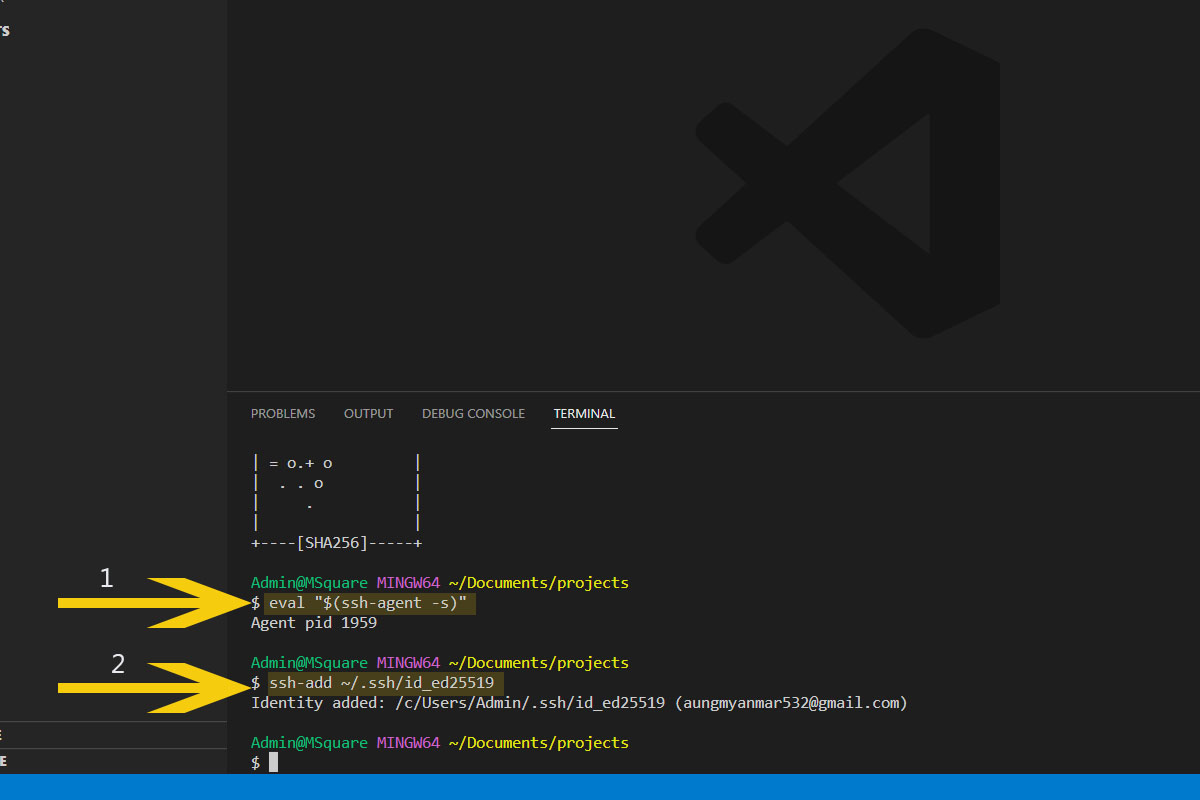 PROBLEMS OUTPUT DEBUG CONSOLE TERMINAL
| = o.+ o         |
|  . . o          |
|     .           |
|                 |
+----[SHA256]-----+
Admin@MSquare MINGW64 ~/Documents/projects
1
$ eval "$(ssh-agent -s)"
Agent pid 1959
Admin@MSquare MINGW64 ~/Documents/projects
2
$ ssh-add ~/.ssh/id_ed25519
Identity added: /c/Users/Admin/.ssh/id_ed25519 (aungmyanmar532@gmail.com)
Admin@MSquare MINGW64 ~/Documents/projects
$